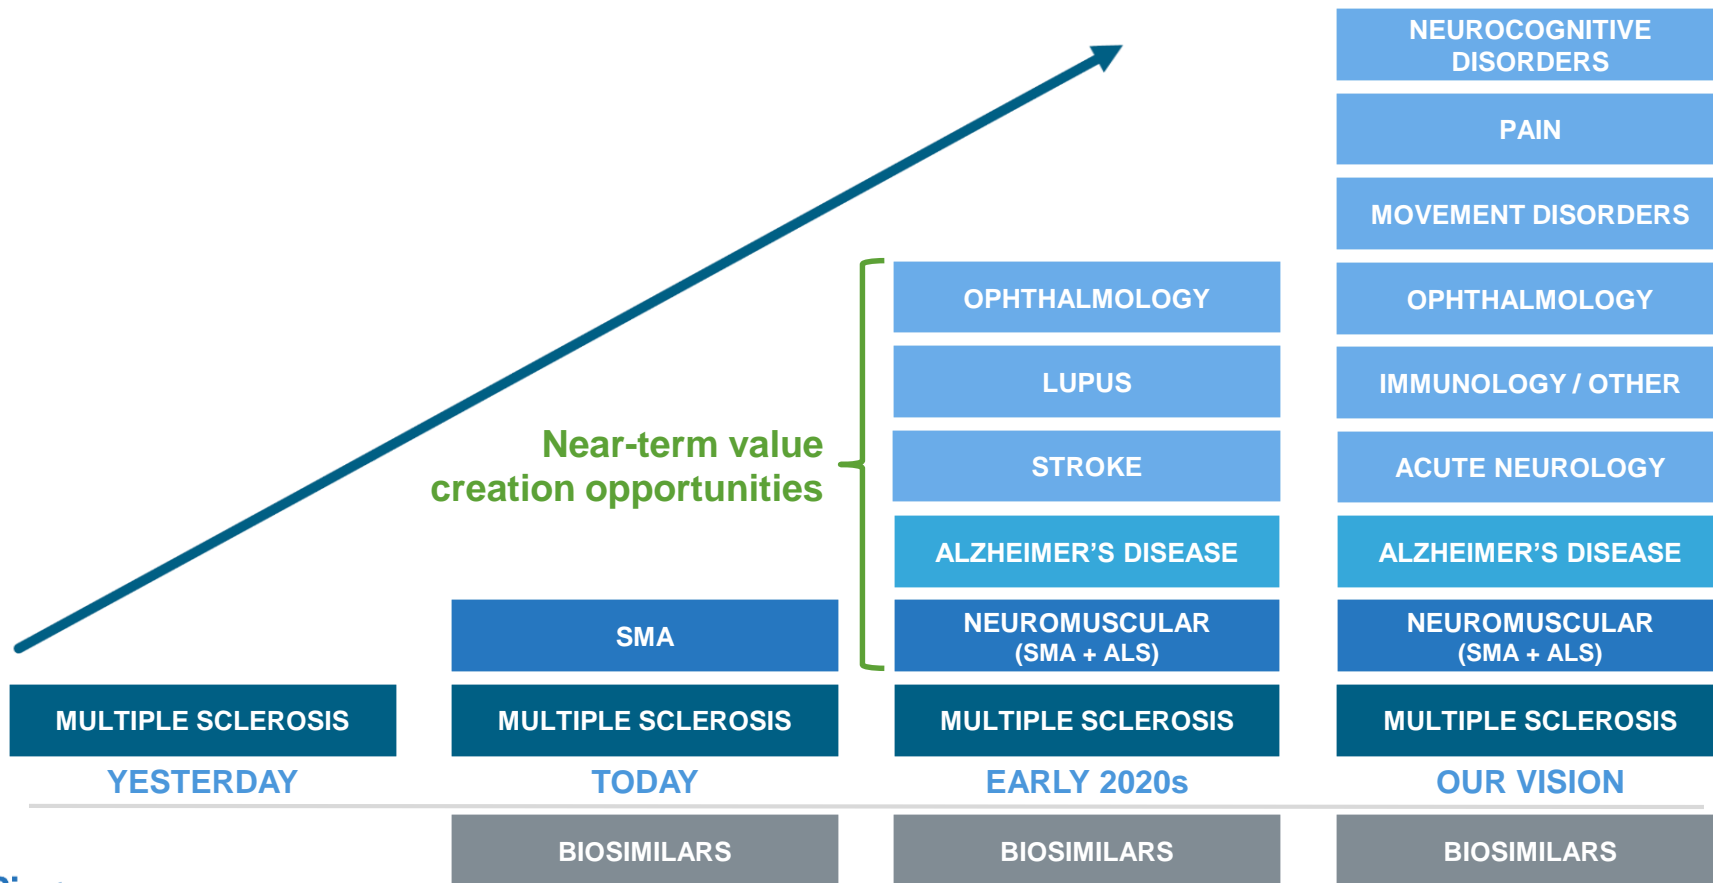 NEUROCOGNITIVE
DISORDERS
PAIN
MOVEMENT DISORDERS
OPHTHALMOLOGY
OPHTHALMOLOGY
LUPUS
IMMUNOLOGY / OTHER
Near-term value
creation opportunities
STROKE
ACUTE NEUROLOGY
ALZHEIMER'S DISEASE
ALZHEIMER'S DISEASE
SMA
NEUROMUSCULAR
(SMA + ALS)
NEUROMUSCULAR
(SMA + ALS)
MULTIPLE SCLEROSIS
MULTIPLE SCLEROSIS
MULTIPLE SCLEROSIS
MULTIPLE SCLEROSIS
YESTERDAY
TODAY
EARLY 2020s
OUR VISION
BIOSIMILARS
BIOSIMILARS
BIOSIMILARS